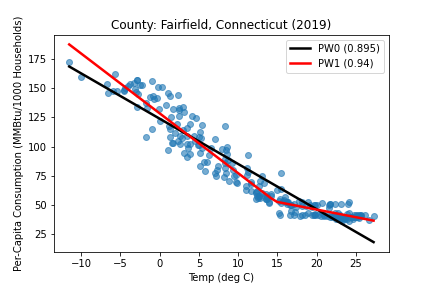 County: Fairfield, Connecticut (2019)
Per-Capita Consumption (MMBtu/1000 Households)
175
150
125
100
75
50
25
PW0 (0.895)
PW1 (0.94)
−10 −5 0 5 10 15 20 25
Temp (deg C)